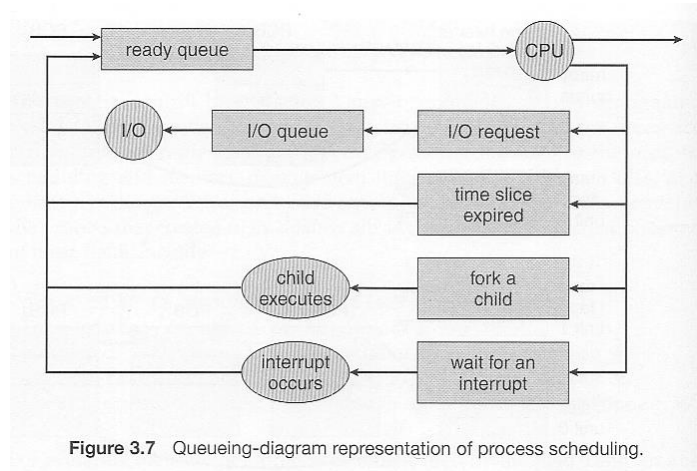 ready queue
CPU
I/O
I/O queue
I/O request
time slice
expired
child
executes
fork a
child
interrupt
occurs
wait for an
interrupt
Figure 3.7 Queueing-diagram representation of process scheduling.